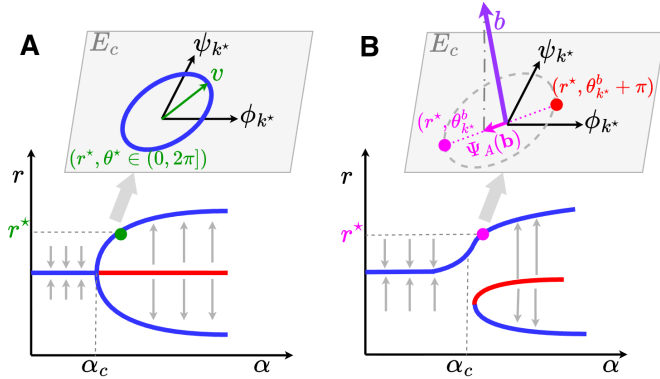 A
E_c
ψ_{k⋆}
v
ϕ_{k⋆}
(r⋆, θ⋆ ∈ (0, 2π])
r
r⋆
α_c
α
B
b
E_c
ψ_{k⋆}
(r⋆, θ^b_{k⋆} + π)
(r⋆, θ^b_{k⋆})
ϕ_{k⋆}
Ψ_A(b)
r
r⋆
α_c
α